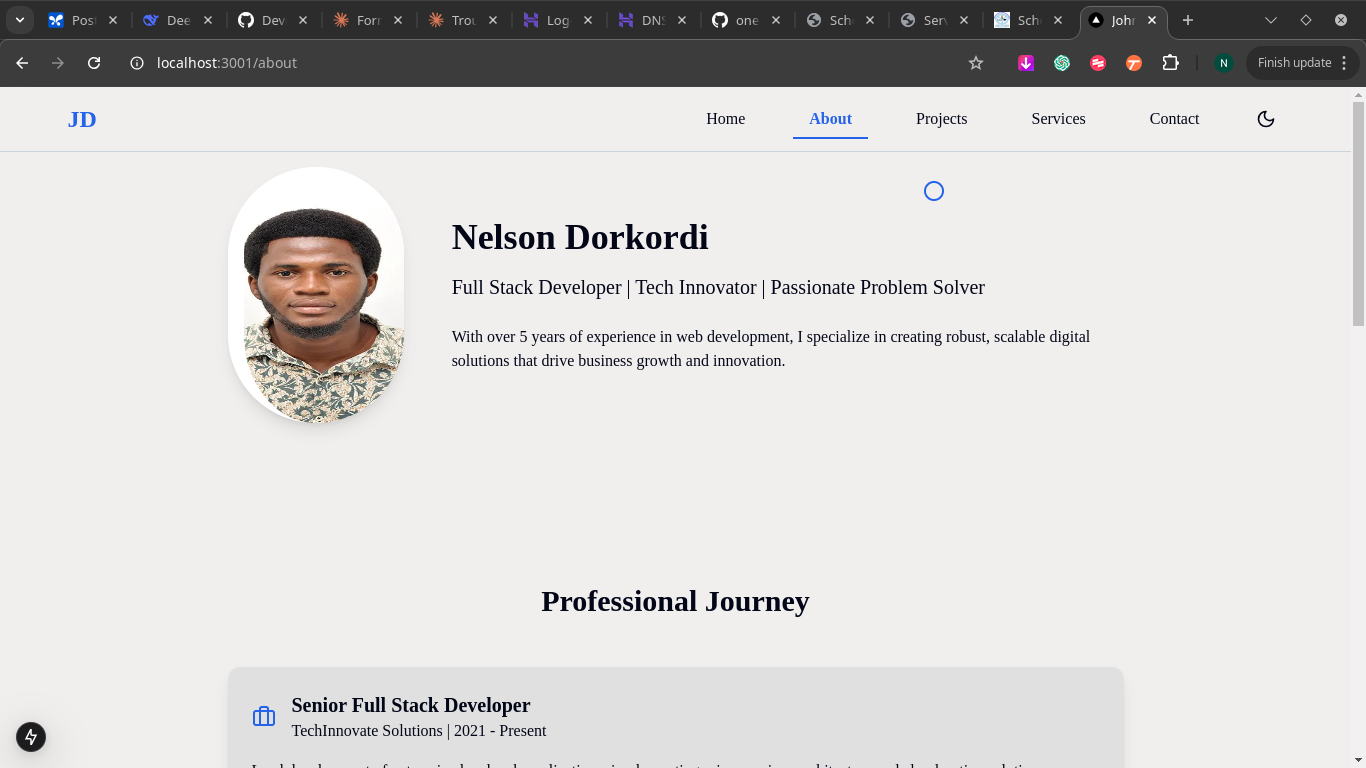 Post
Dee
Dev
Forr
Trou
Log
DNS
one
Sch
Serv
Sch
John
localhost:3001/about
N
Finish update
JD
Home
About
Projects
Services
Contact
Nelson Dorkordi
Full Stack Developer | Tech Innovator | Passionate Problem Solver
With over 5 years of experience in web development, I specialize in creating robust, scalable digital
solutions that drive business growth and innovation.
Professional Journey
Senior Full Stack Developer
TechInnovate Solutions | 2021 - Present